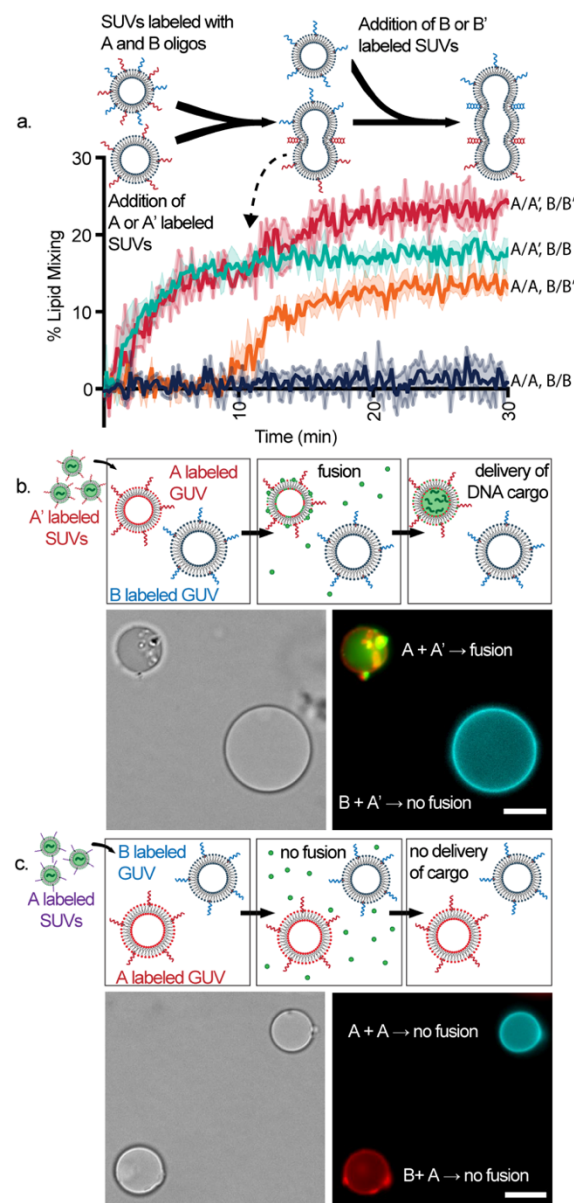 SUVs labeled with
A and B oligos
Addition of B or B'
labeled SUVs
a.
Addition of
A or A' labeled
SUVs
% Lipid Mixing
30
20
10
0
A/A', B/B'
A/A', B/B
A/A, B/B'
A/A, B/B
10
20
30
Time (min)
b.
A' labeled
SUVs
A labeled
GUV
B labeled GUV
fusion
delivery of
DNA cargo
A + A' → fusion
B + A' → no fusion
c.
A labeled
SUVs
B labeled
GUV
A labeled GUV
no fusion
no delivery
of cargo
A + A → no fusion
B+ A → no fusion